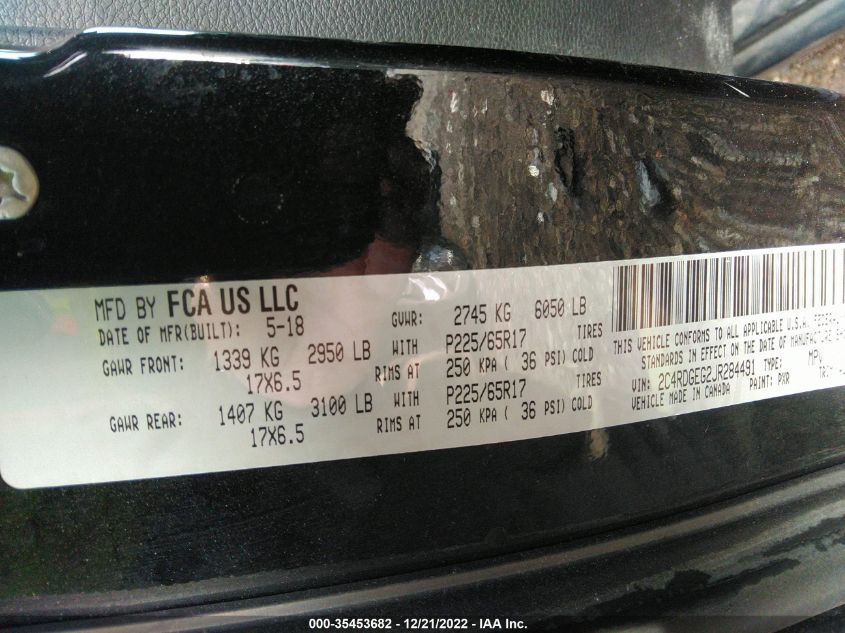 MFD BY FCA US LLC
DATE OF MFR(BUILT): 5-18
GVWR: 2745 KG 6050 LB
GAWR FRONT: 1339 KG 2950 LB WITH P225/65R17 TIRES
17X6.5 RIMS AT 250 KPA ( 36 PSI) COLD
GAWR REAR: 1407 KG 3100 LB WITH P225/65R17 TIRES
17X6.5 RIMS AT 250 KPA ( 36 PSI) COLD
THIS VEHICLE CONFORMS TO ALL APPLICABLE U.S.A. FEDERAL
STANDARDS IN EFFECT ON THE DATE OF
VIN: 2C4RDGEG2JR284491 TYPE: MPV
VEHICLE MADE IN CANADA PAINT: PXR
000-35453682 - 12/21/2022 - IAA Inc.